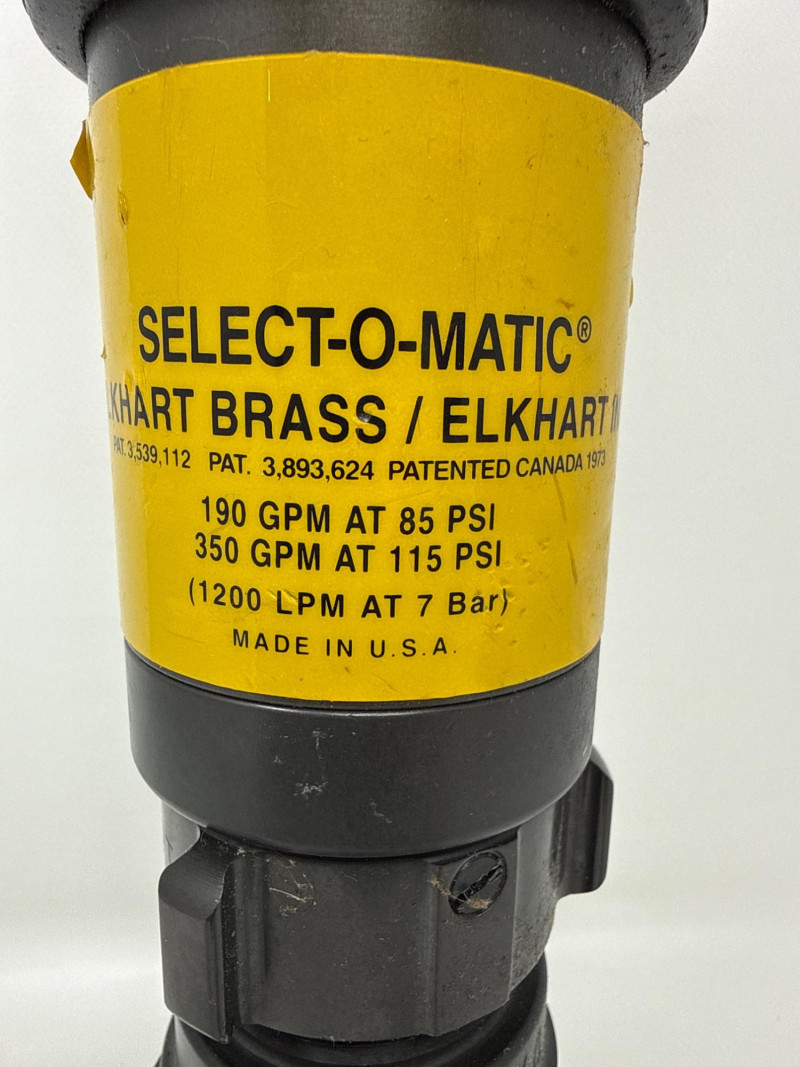 SELECT-O-MATIC®
LKHART BRASS / ELKHART
PAT. 3,539,112 PAT. 3,893,624 PATENTED CANADA 1973
190 GPM AT 85 PSI
350 GPM AT 115 PSI
(1200 LPM AT 7 Bar)
MADE IN U.S.A.